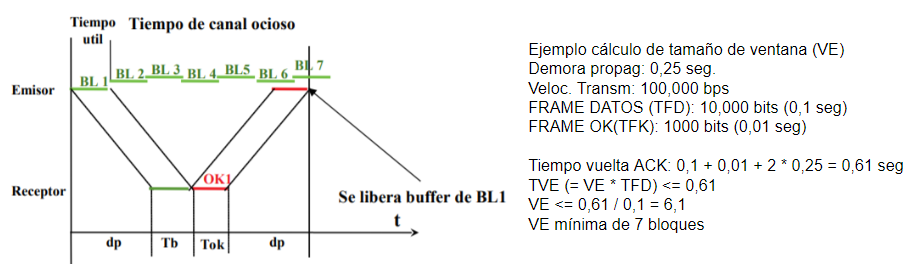 Tiempo
util
Tiempo de canal ocioso
BL 1
BL 2
BL 3
BL 4
BL5
BL 6
BL 7
Emisor
OK1
Receptor
Se libera buffer de BL1
t
dp
Tb
Tok
dp
Ejemplo cálculo de tamaño de ventana (VE)
Demora propag: 0,25 seg.
Veloc. Transm: 100,000 bps
FRAME DATOS (TFD): 10,000 bits (0,1 seg)
FRAME OK(TFK): 1000 bits (0,01 seg)
Tiempo vuelta ACK: 0,1 + 0,01 + 2 * 0,25 = 0,61 seg
TVE (= VE * TFD) <= 0,61
VE <= 0,61 / 0,1 = 6,1
VE mínima de 7 bloques